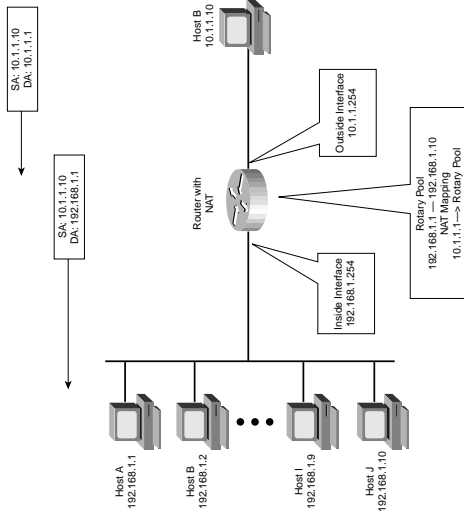 SA: 10.1.1.10
DA: 10.1.1.1
SA: 10.1.1.10
DA: 192.168.1.1
Host B
10.1.1.10
Router with
NAT
Outside Interface
10.1.1.254
Inside Interface
192.168.1.254
Rotary Pool
192.168.1.1 — 192.168.1.10
NAT Mapping
10.1.1.1—> Rotary Pool
Host A
192.168.1.1
Host B
192.168.1.2
Host I
192.168.1.9
Host J
192.168.1.10